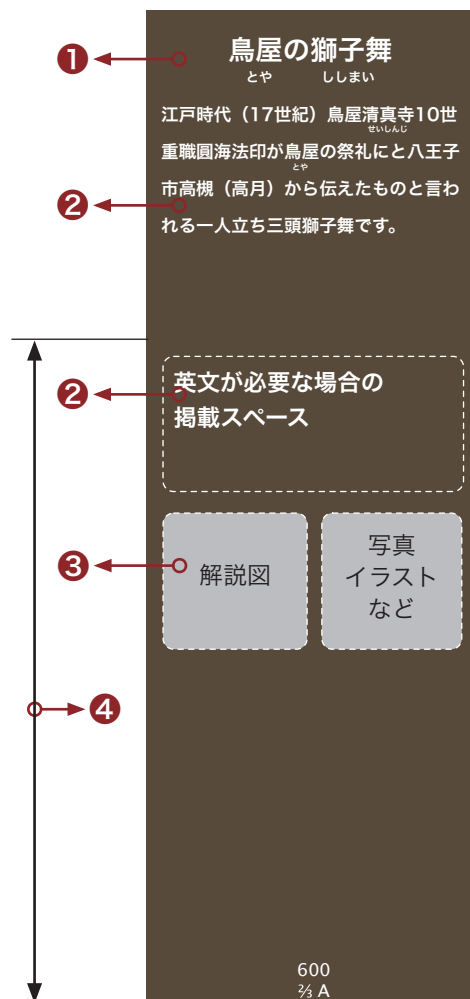 ❶
鳥屋の獅子舞
とや ししまい
江戸時代（17世紀）鳥屋清真寺10世
せいしんじ
重職圓海法印が鳥屋の祭礼にと八王子
とや
市高槻（高月）から伝えたものと言わ
❷
れる一人立ち三頭獅子舞です。
❷
英文が必要な場合の
掲載スペース
❸
解説図
写真
イラスト
など
❹
600
⅔ A